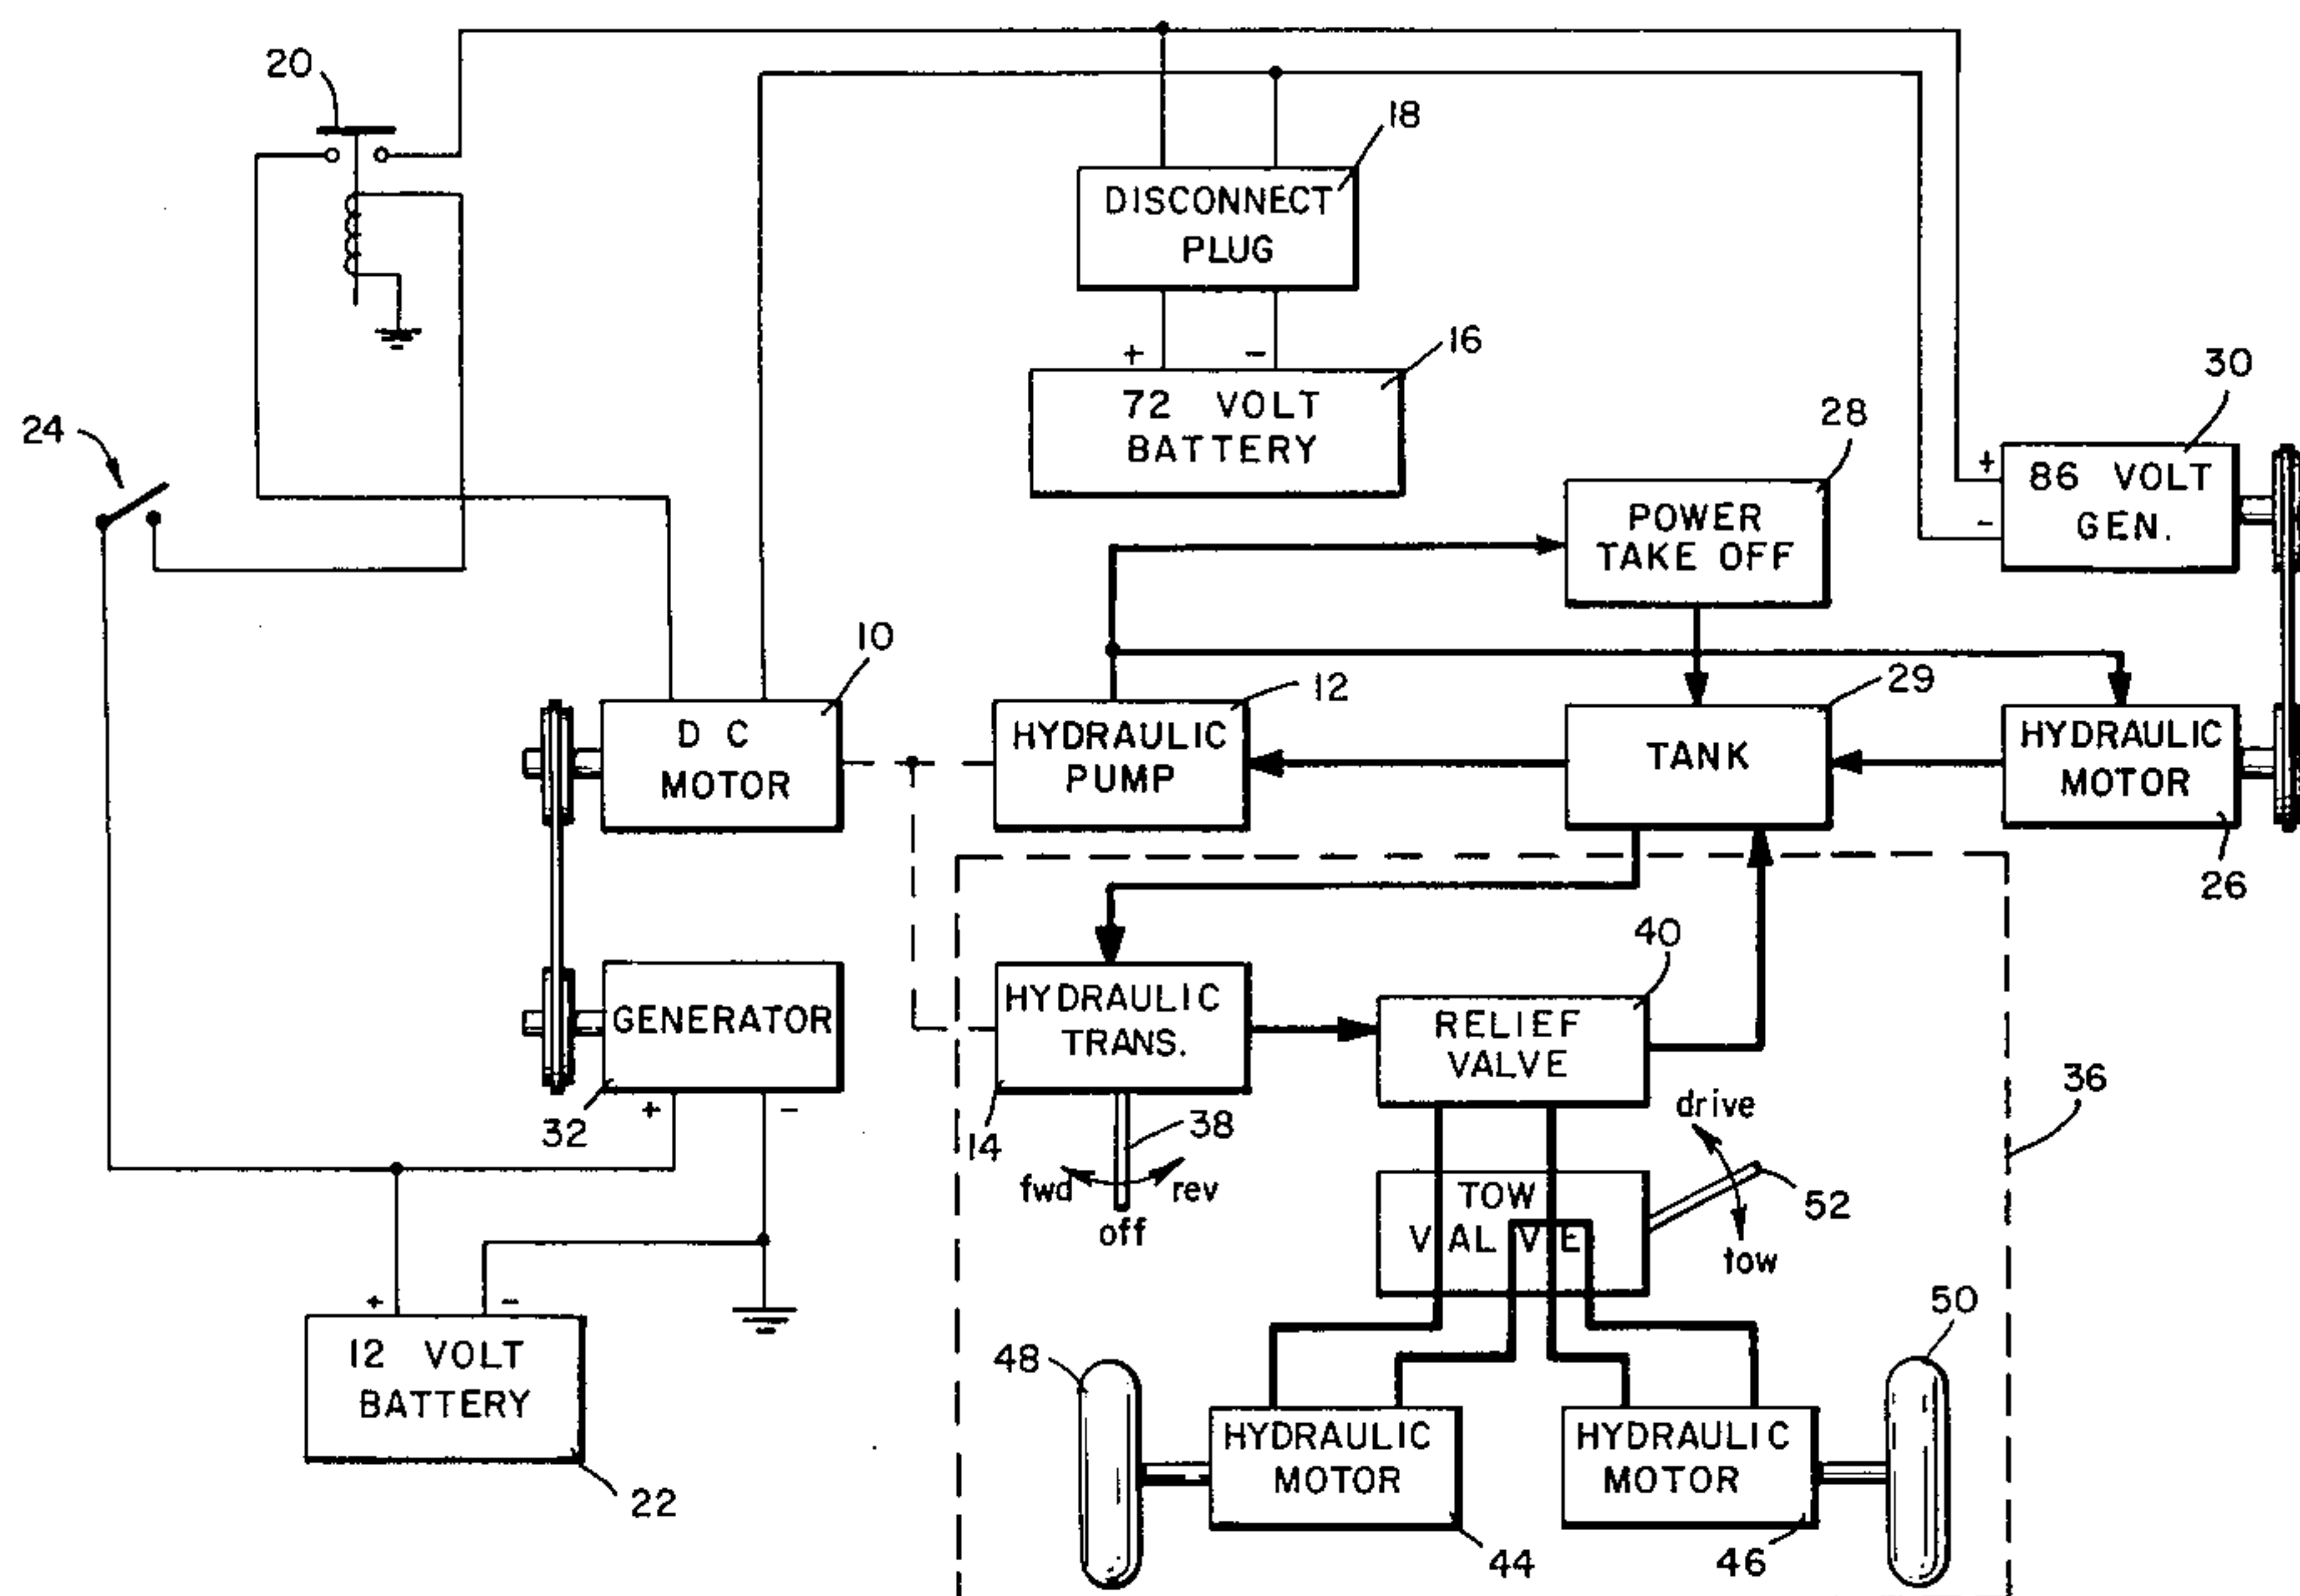 20
18
DISCONNECT
PLUG
+ -
16
72 VOLT
BATTERY
30
24
28
+
-
86 VOLT
GEN.
POWER
TAKE OFF
10
12
29
D C
MOTOR
HYDRAULIC
PUMP
TANK
HYDRAULIC
MOTOR
26
40
GENERATOR
HYDRAULIC
TRANS.
RELIEF
VALVE
32
+ -
14
38
fwd rev
off
drive
36
TOW
VALVE
52
tow
+ -
12 VOLT
BATTERY
22
48
50
HYDRAULIC
MOTOR
HYDRAULIC
MOTOR
44
46